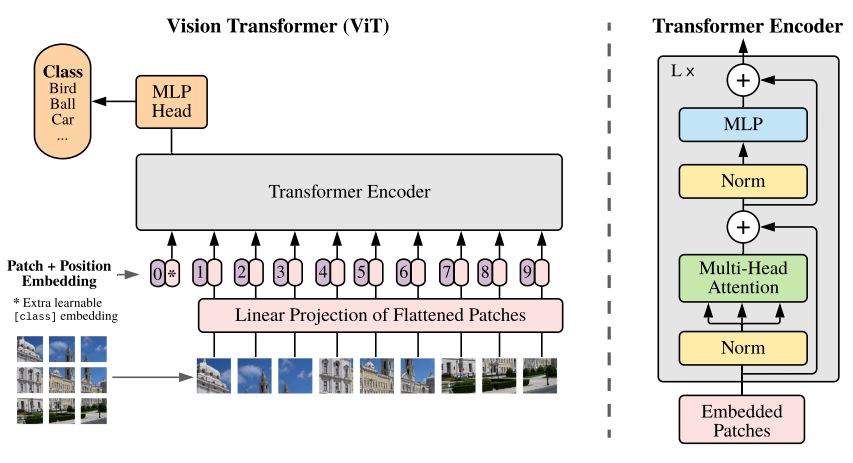 Vision Transformer (ViT)
Class
Bird
Ball
Car
...
MLP
Head
Transformer Encoder
Patch + Position
Embedding
0 * 1 2 3 4 5 6 7 8 9
* Extra learnable
[class] embedding
Linear Projection of Flattened Patches
Transformer Encoder
L ×
+
MLP
Norm
+
Multi-Head
Attention
Norm
Embedded
Patches